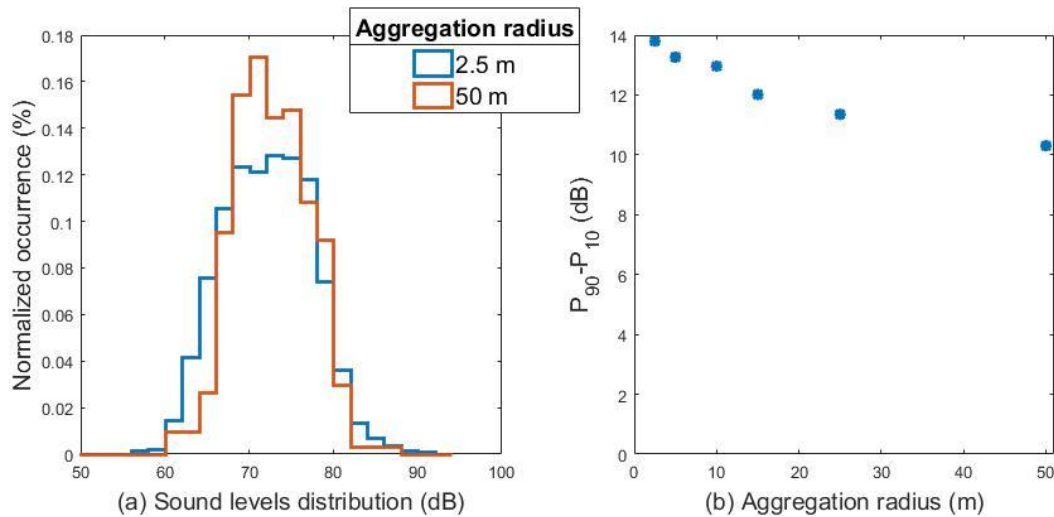 Aggregation radius
2.5 m
50 m
Normalized occurrence (%)
0.18
0.16
0.14
0.12
0.1
0.08
0.06
0.04
0.02
0
50 60 70 80 90 100
(a) Sound levels distribution (dB)
P90-P10 (dB)
14
12
10
8
6
4
2
0
0 10 20 30 40 50
(b) Aggregation radius (m)